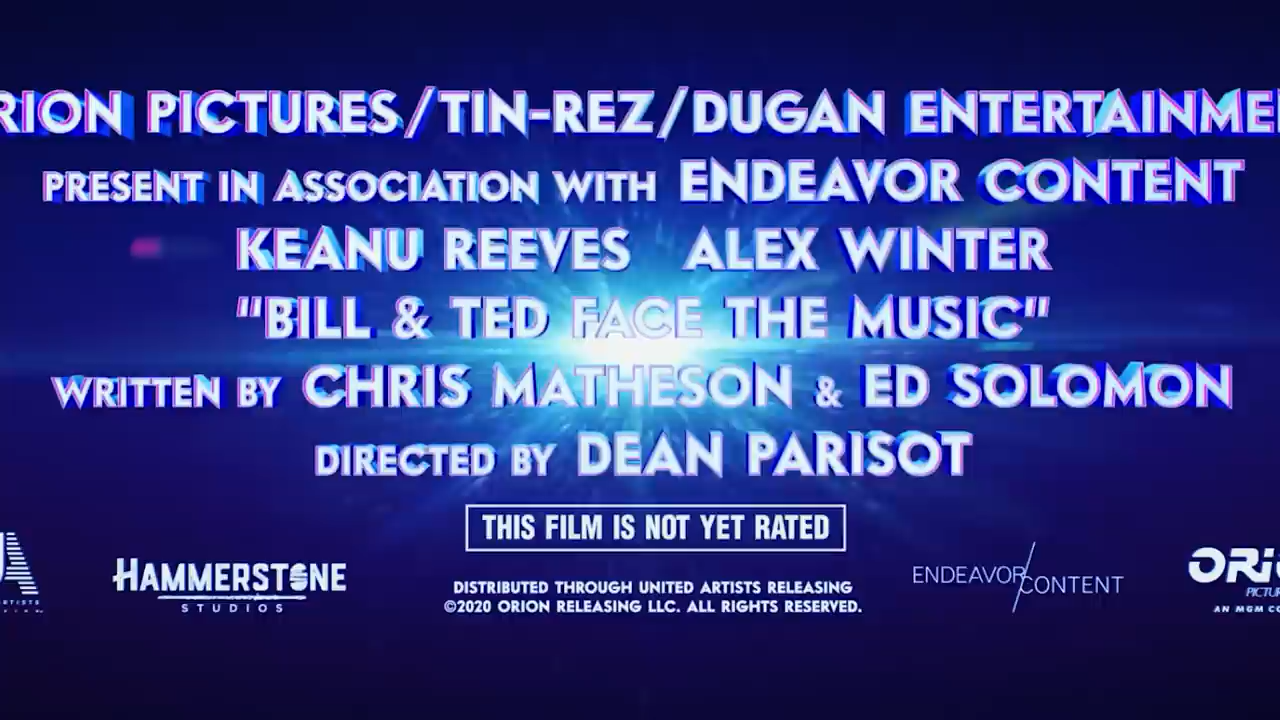 RION PICTURES/TIN-REZ/DUGAN ENTERTAINME
PRESENT IN ASSOCIATION WITH ENDEAVOR CONTENT
KEANU REEVES ALEX WINTER
"BILL & TED FACE THE MUSIC"
WRITTEN BY CHRIS MATHESON & ED SOLOMON
DIRECTED BY DEAN PARISOT
THIS FILM IS NOT YET RATED
UA
HAMMERSTONE
STUDIOS
DISTRIBUTED THROUGH UNITED ARTISTS RELEASING
©2020 ORION RELEASING LLC. ALL RIGHTS RESERVED.
ENDEAVOR/CONTENT
ORIO
PICTUR
AN MGM CO